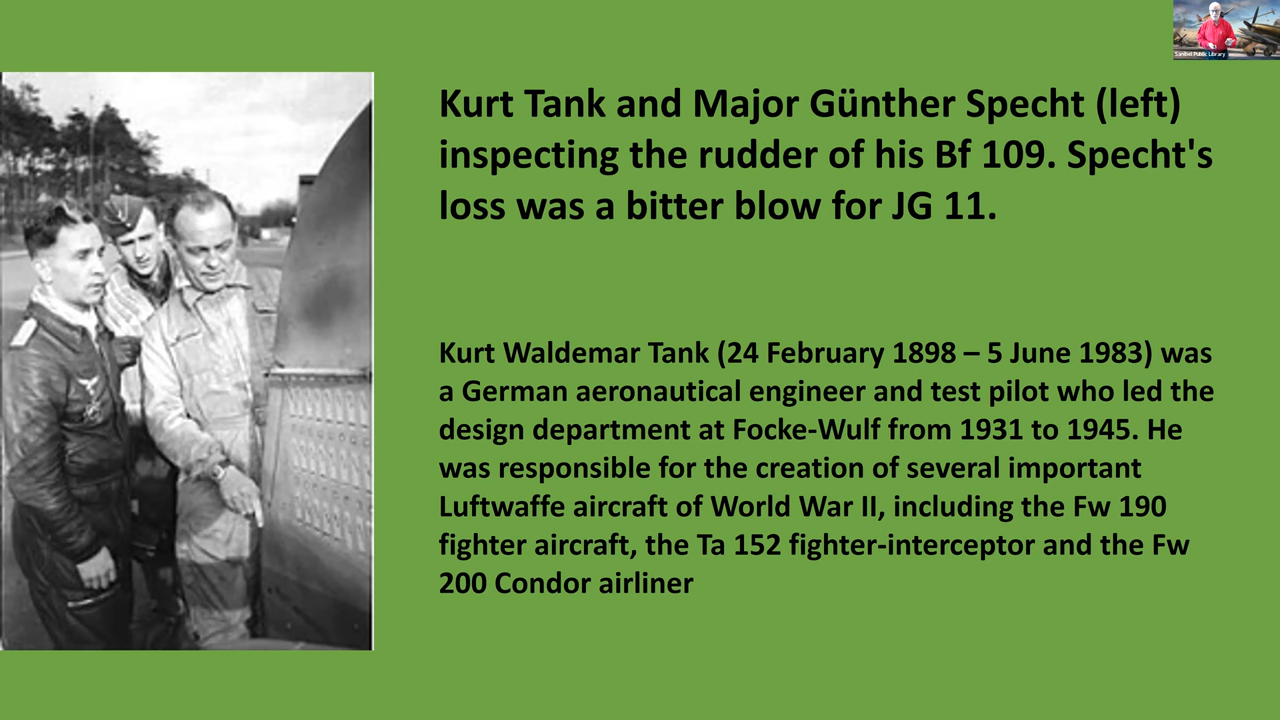 Sanibel Public Library
Kurt Tank and Major Günther Specht (left)
inspecting the rudder of his Bf 109. Specht's
loss was a bitter blow for JG 11.
Kurt Waldemar Tank (24 February 1898 – 5 June 1983) was
a German aeronautical engineer and test pilot who led the
design department at Focke-Wulf from 1931 to 1945. He
was responsible for the creation of several important
Luftwaffe aircraft of World War II, including the Fw 190
fighter aircraft, the Ta 152 fighter-interceptor and the Fw
200 Condor airliner